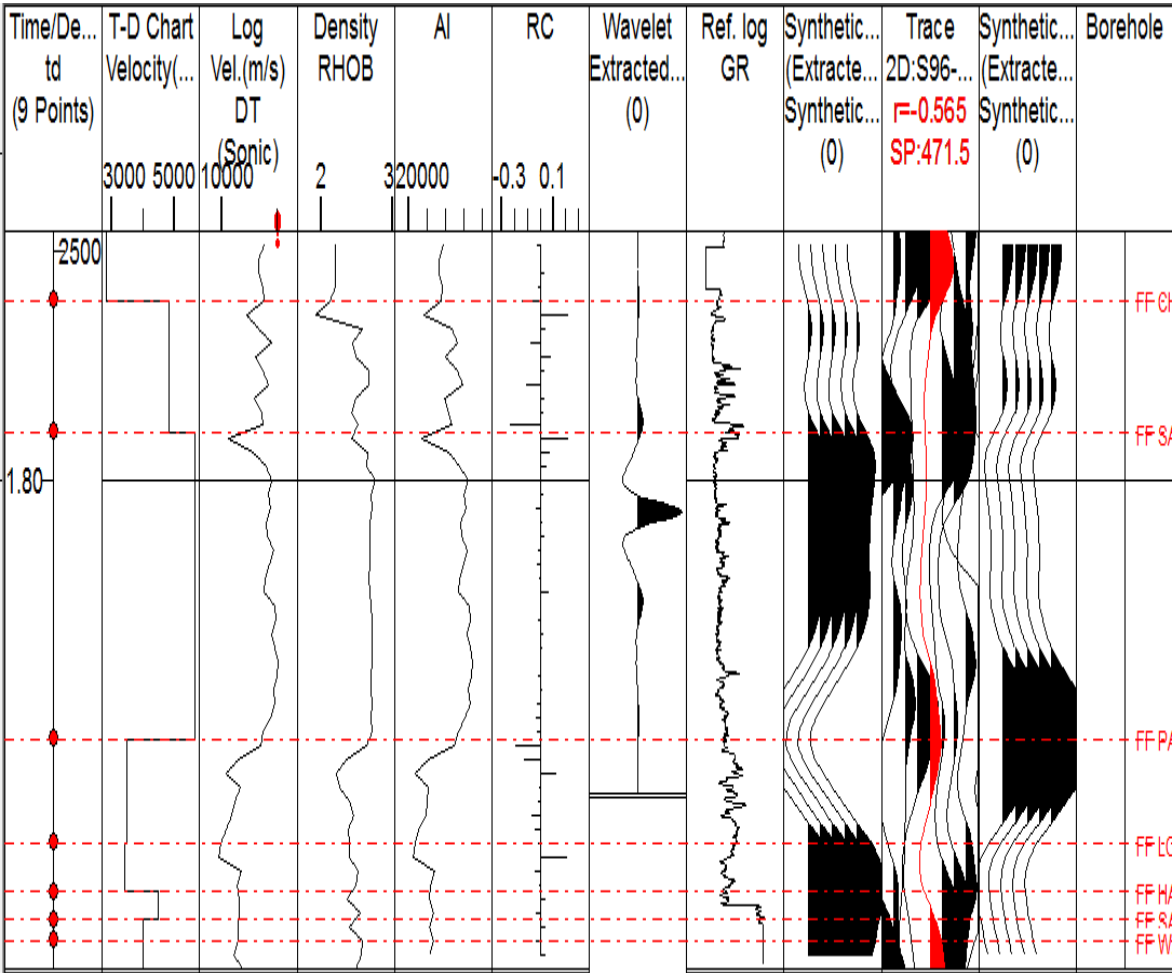 Time/De...
td
(9 Points)
T-D Chart
Velocity(...
3000 5000
Log
Vel.(m/s)
DT
(Sonic)
10000
Density
RHOB
2 3
AI
20000
RC
-0.3 0.1
Wavelet
Extracted...
(0)
Ref. log
GR
Synthetic...
(Extracte...
Synthetic...
(0)
Trace
2D:S96-...
r=-0.565
SP:471.5
Synthetic...
(Extracte...
Synthetic...
(0)
Borehole
2500
FF CH
FF SA
1.80
FF PA
FF LO
FF HA
FF SA
FF W